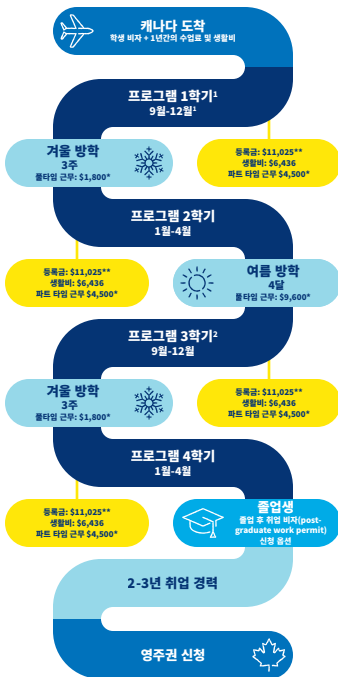 캐나다 도착
학생 비자 + 1년간의 수업료 및 생활비
프로그램 1학기¹
9월-12월¹
겨울 방학
3주
풀타임 근무: $1,800*
등록금: $11,025**
생활비: $6,436
파트 타임 근무 $4,500*
프로그램 2학기
1월-4월
등록금: $11,025**
생활비: $6,436
파트 타임 근무 $4,500*
여름 방학
4달
풀타임 근무: $9,600*
프로그램 3학기²
9월-12월
겨울 방학
3주
풀타임 근무: $1,800*
등록금: $11,025**
생활비: $6,436
파트 타임 근무 $4,500*
프로그램 4학기
1월-4월
등록금: $11,025**
생활비: $6,436
파트 타임 근무 $4,500*
졸업생
졸업 후 취업 비자(post-
graduate work permit)
신청 옵션
2-3년 취업 경력
영주권 신청